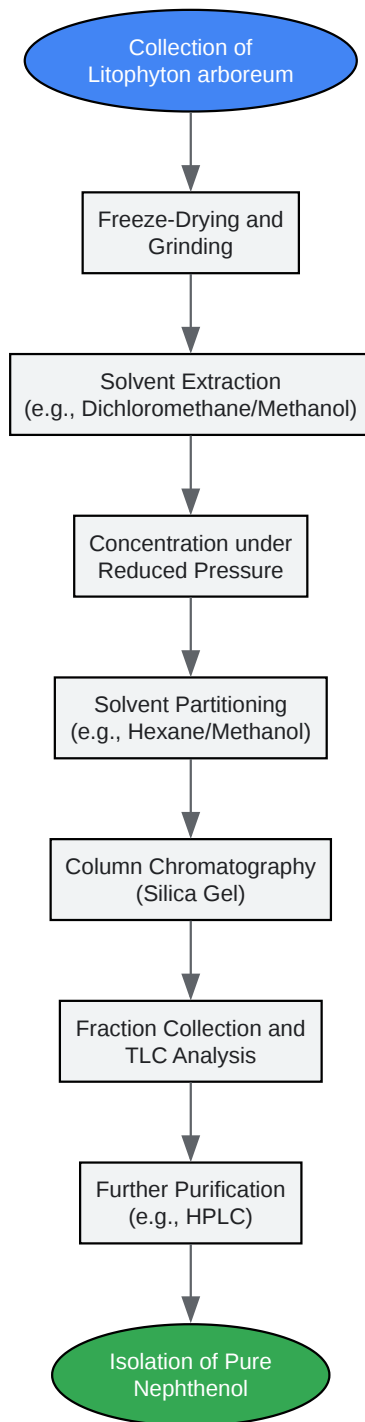 Collection of
Litophyton arboreum
Freeze-Drying and
Grinding
Solvent Extraction
(e.g., Dichloromethane/Methanol)
Concentration under
Reduced Pressure
Solvent Partitioning
(e.g., Hexane/Methanol)
Column Chromatography
(Silica Gel)
Fraction Collection and
TLC Analysis
Further Purification
(e.g., HPLC)
Isolation of Pure
Nephthenol